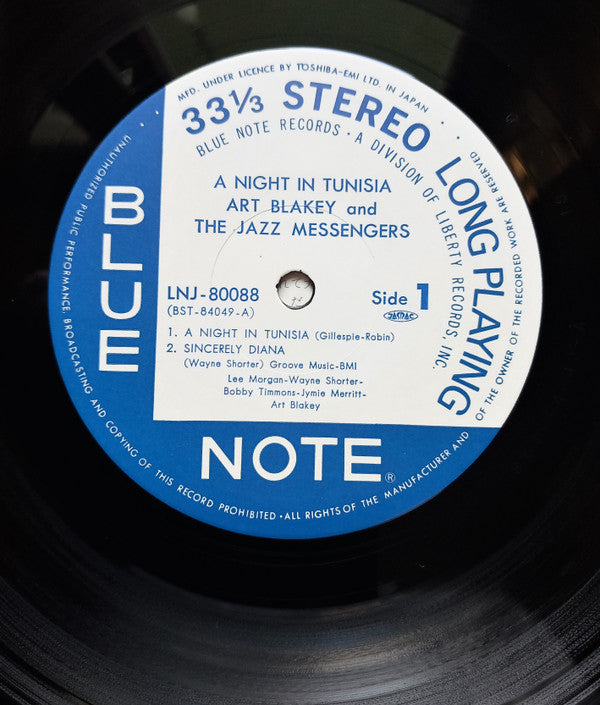 MFD. UNDER LICENCE BY TOSHIBA-EMI LTD. IN JAPAN
33⅓ STEREO LONG PLAYING
BLUE NOTE RECORDS · A DIVISION OF LIBERTY RECORDS, INC.
A NIGHT IN TUNISIA
ART BLAKEY and
THE JAZZ MESSENGERS
LNJ-80088
(BST-84049-A)
Side 1
1. A NIGHT IN TUNISIA (Gillespie-Robin)
2. SINCERELY DIANA
(Wayne Shorter) Groove Music-BMI
Lee Morgan-Wayne Shorter-
Bobby Timmons-Jymie Merritt-
Art Blakey
BLUE
NOTE®
UNAUTHORIZED PUBLIC PERFORMANCE, BROADCASTING AND COPYING OF THIS RECORD PROHIBITED · ALL RIGHTS OF THE MANUFACTURER AND OF THE OWNER OF THE RECORDED WORK ARE RESERVED